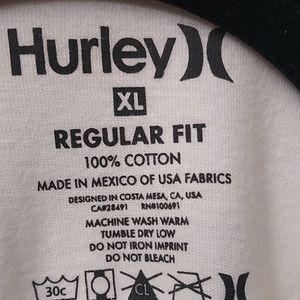 Hurley
XL
REGULAR FIT
100% COTTON
MADE IN MEXICO OF USA FABRICS
DESIGNED IN COSTA MESA, CA, USA
CA#28491 RN#100691
MACHINE WASH WARM
TUMBLE DRY LOW
DO NOT IRON IMPRINT
DO NOT BLEACH
30c CL